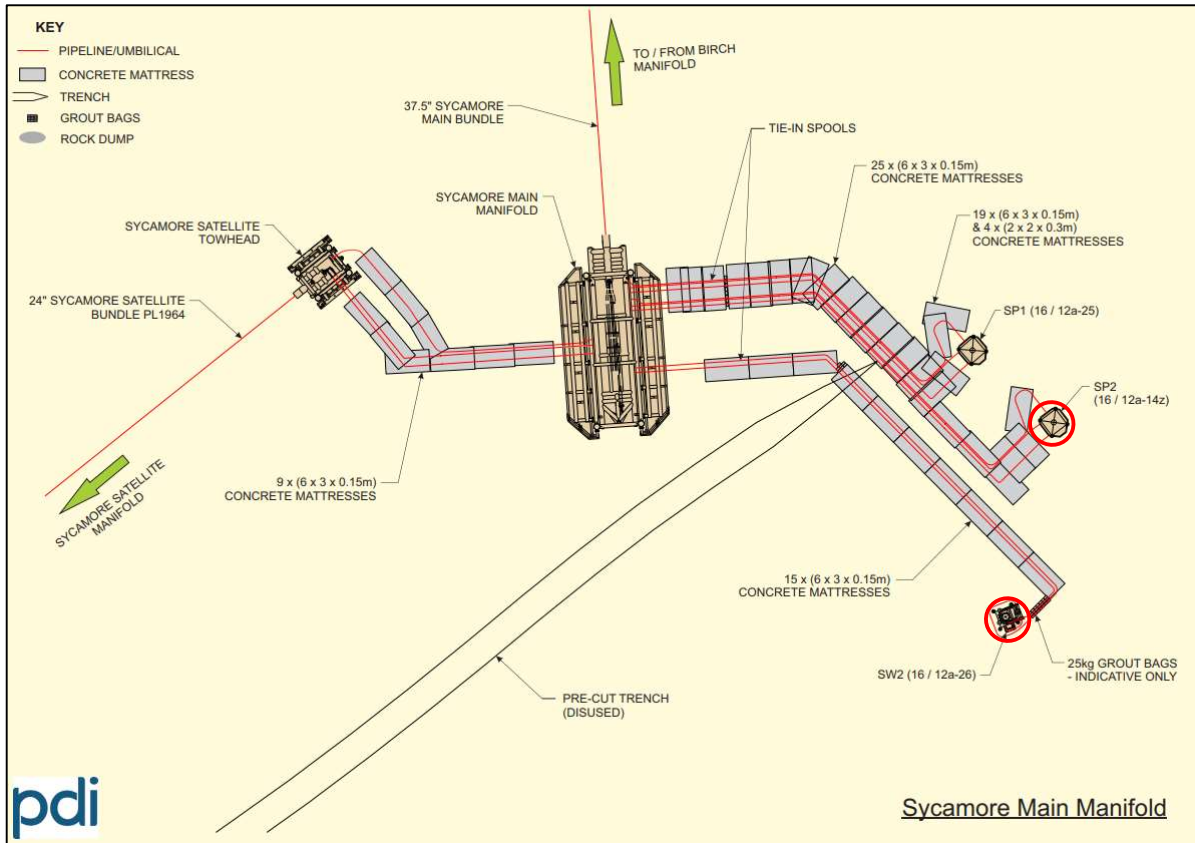 KEY
PIPELINE/UMBILICAL
CONCRETE MATTRESS
TRENCH
GROUT BAGS
ROCK DUMP
TO / FROM BIRCH
MANIFOLD
37.5" SYCAMORE
MAIN BUNDLE
TIE-IN SPOOLS
25 x (6 x 3 x 0.15m)
CONCRETE MATTRESSES
SYCAMORE MAIN
MANIFOLD
19 x (6 x 3 x 0.15m)
& 4 x (2 x 2 x 0.3m)
CONCRETE MATTRESSES
SYCAMORE SATELLITE
TOWHEAD
24" SYCAMORE SATELLITE
BUNDLE PL1964
SP1 (16 / 12a-25)
SP2
(16 / 12a-14z)
9 x (6 x 3 x 0.15m)
CONCRETE MATTRESSES
SYCAMORE SATELLITE
MANIFOLD
15 x (6 x 3 x 0.15m)
CONCRETE MATTRESSES
SW2 (16 / 12a-26)
25kg GROUT BAGS
- INDICATIVE ONLY
PRE-CUT TRENCH
(DISUSED)
pdi
Sycamore Main Manifold